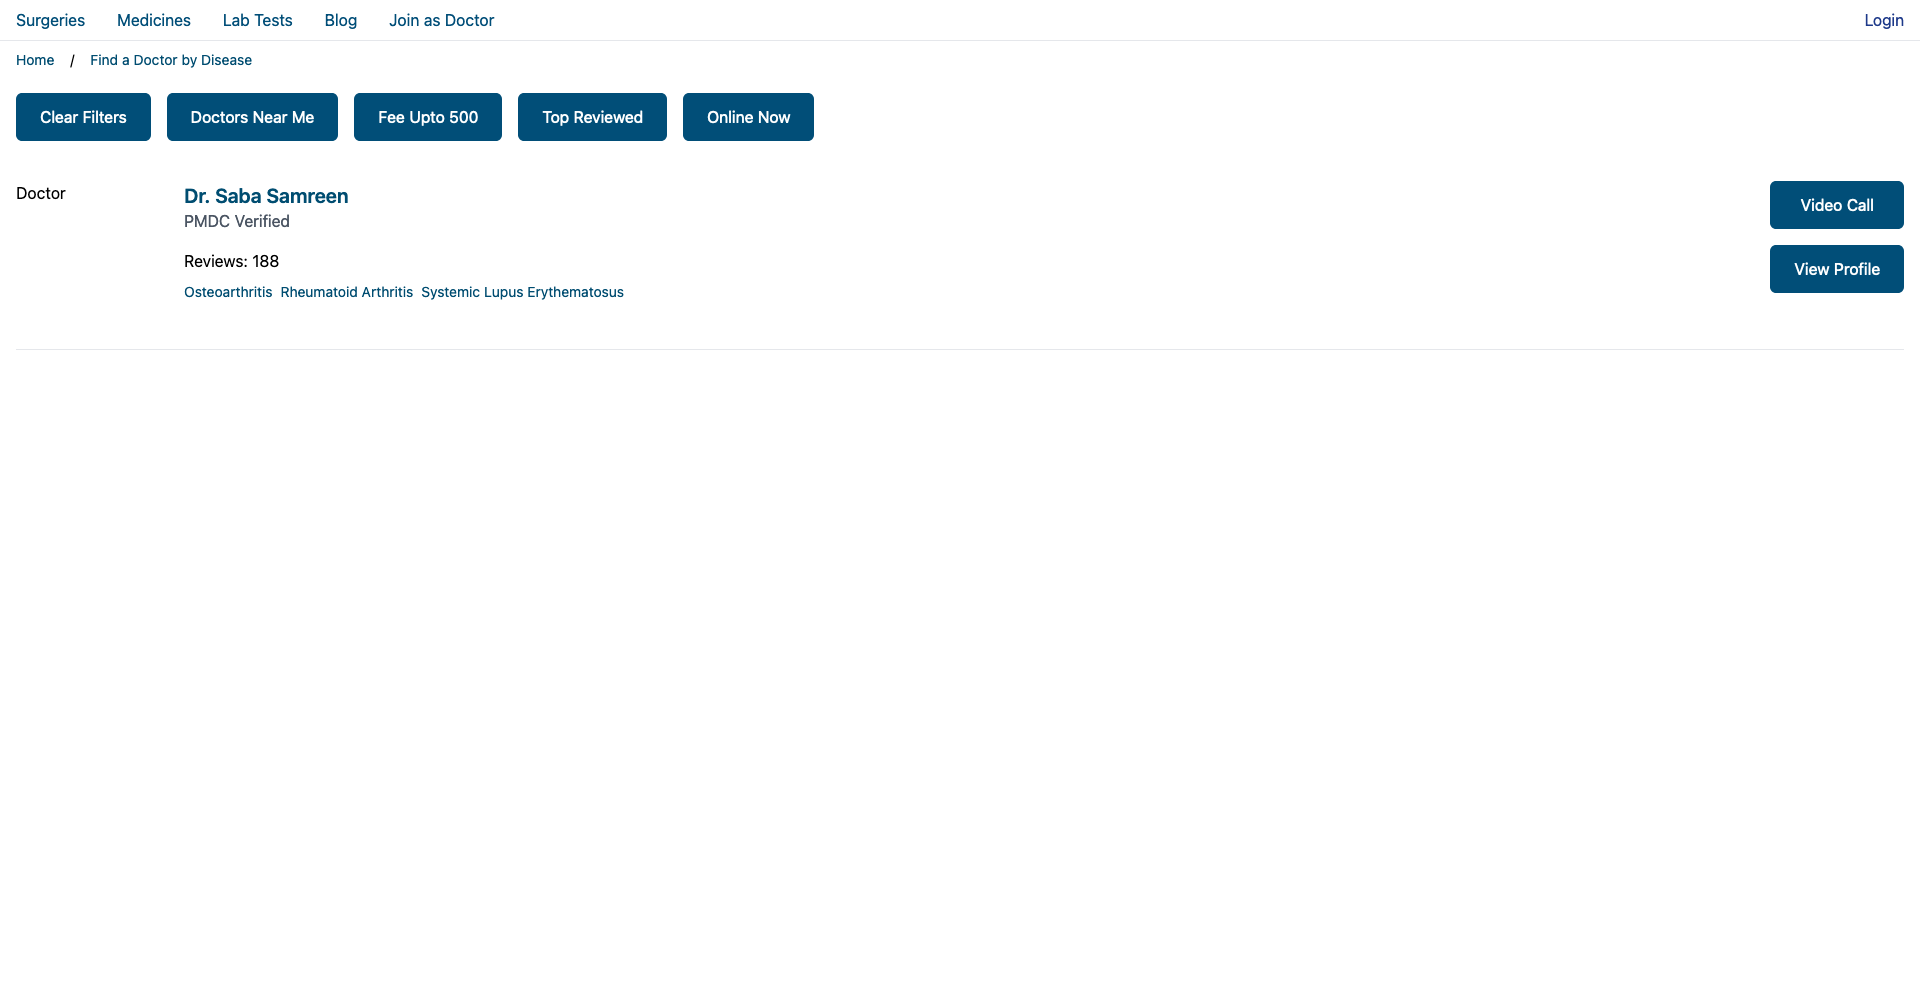 Surgeries Medicines Lab Tests Blog Join as Doctor Login
Home / Find a Doctor by Disease
Clear Filters Doctors Near Me Fee Upto 500 Top Reviewed Online Now
Doctor
Dr. Saba Samreen
PMDC Verified
Reviews: 188
Osteoarthritis Rheumatoid Arthritis Systemic Lupus Erythematosus
Video Call
View Profile